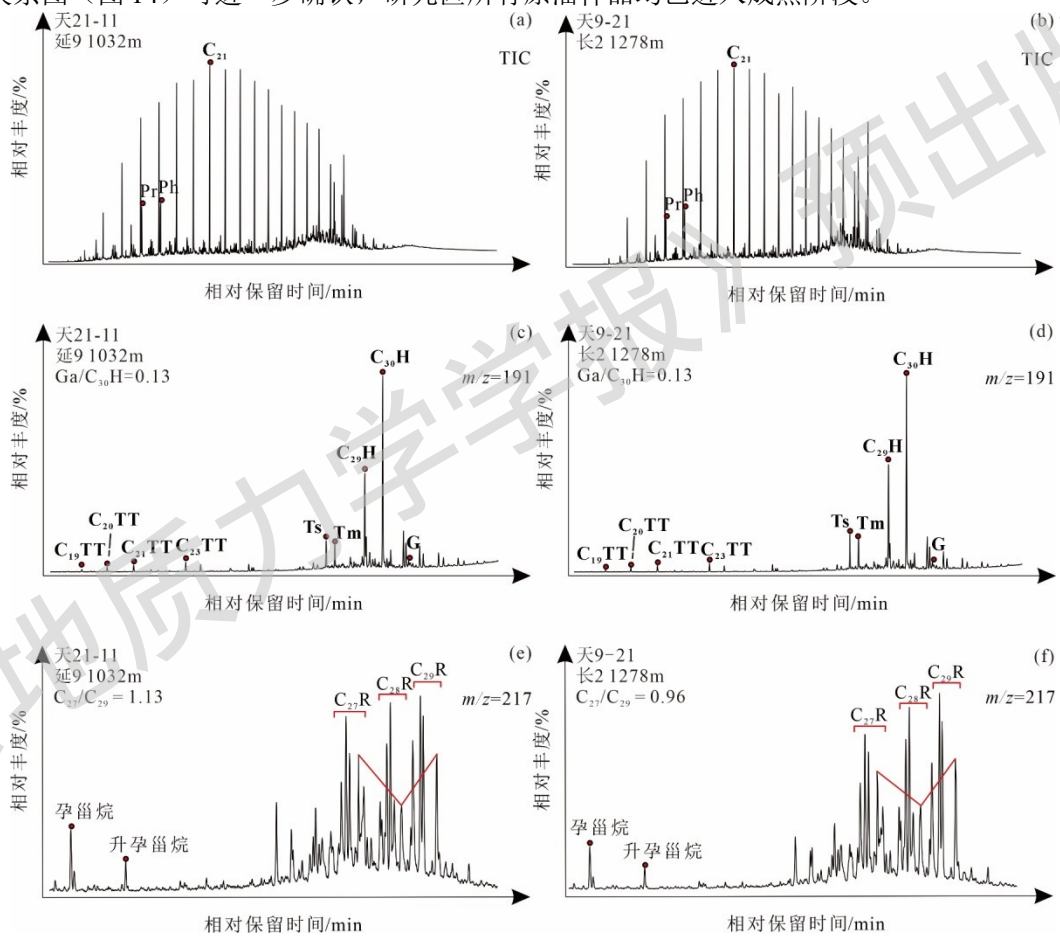 关系图（图14）可进一步确认，研究区所有原油样品均已进入成熟阶段。
天21-11
延9 1032m
(a)
TIC
C₂₁
Pr
Ph
相对丰度/%
相对保留时间/min
天9-21
长2 1278m
(b)
TIC
C₂₁
Pr
Ph
相对丰度/%
相对保留时间/min
天21-11
延9 1032m
Ga/C₃₀H=0.13
(c)
m/z=191
C₃₀H
C₂₉H
Ts
Tm
G
C₁₉TT
C₂₀TT
C₂₁TT
C₂₃TT
相对丰度/%
相对保留时间/min
天9-21
长2 1278m
Ga/C₃₀H=0.13
(d)
m/z=191
C₃₀H
C₂₉H
Ts
Tm
G
C₁₉TT
C₂₀TT
C₂₁TT
C₂₃TT
相对丰度/%
相对保留时间/min
天21-11
延9 1032m
C₂₇/C₂₉ = 1.13
(e)
m/z=217
C₂₇R
C₂₈R
C₂₉R
孕甾烷
升孕甾烷
相对丰度/%
相对保留时间/min
天9-21
长2 1278m
C₂₇/C₂₉ = 0.96
(f)
m/z=217
C₂₇R
C₂₈R
C₂₉R
孕甾烷
升孕甾烷
相对丰度/%
相对保留时间/min
地质力学学报》预出版